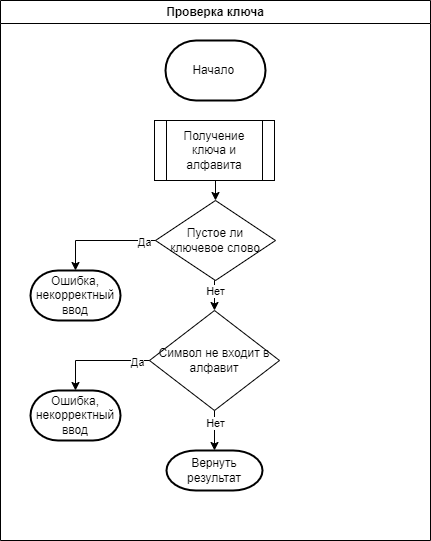 Проверка ключа
Начало
Получение
ключа и
алфавита
Пустое ли
ключевое слово
Да
Ошибка,
некорректный
ввод
Нет
Символ не входит в
алфавит
Да
Ошибка,
некорректный
ввод
Нет
Вернуть
результат